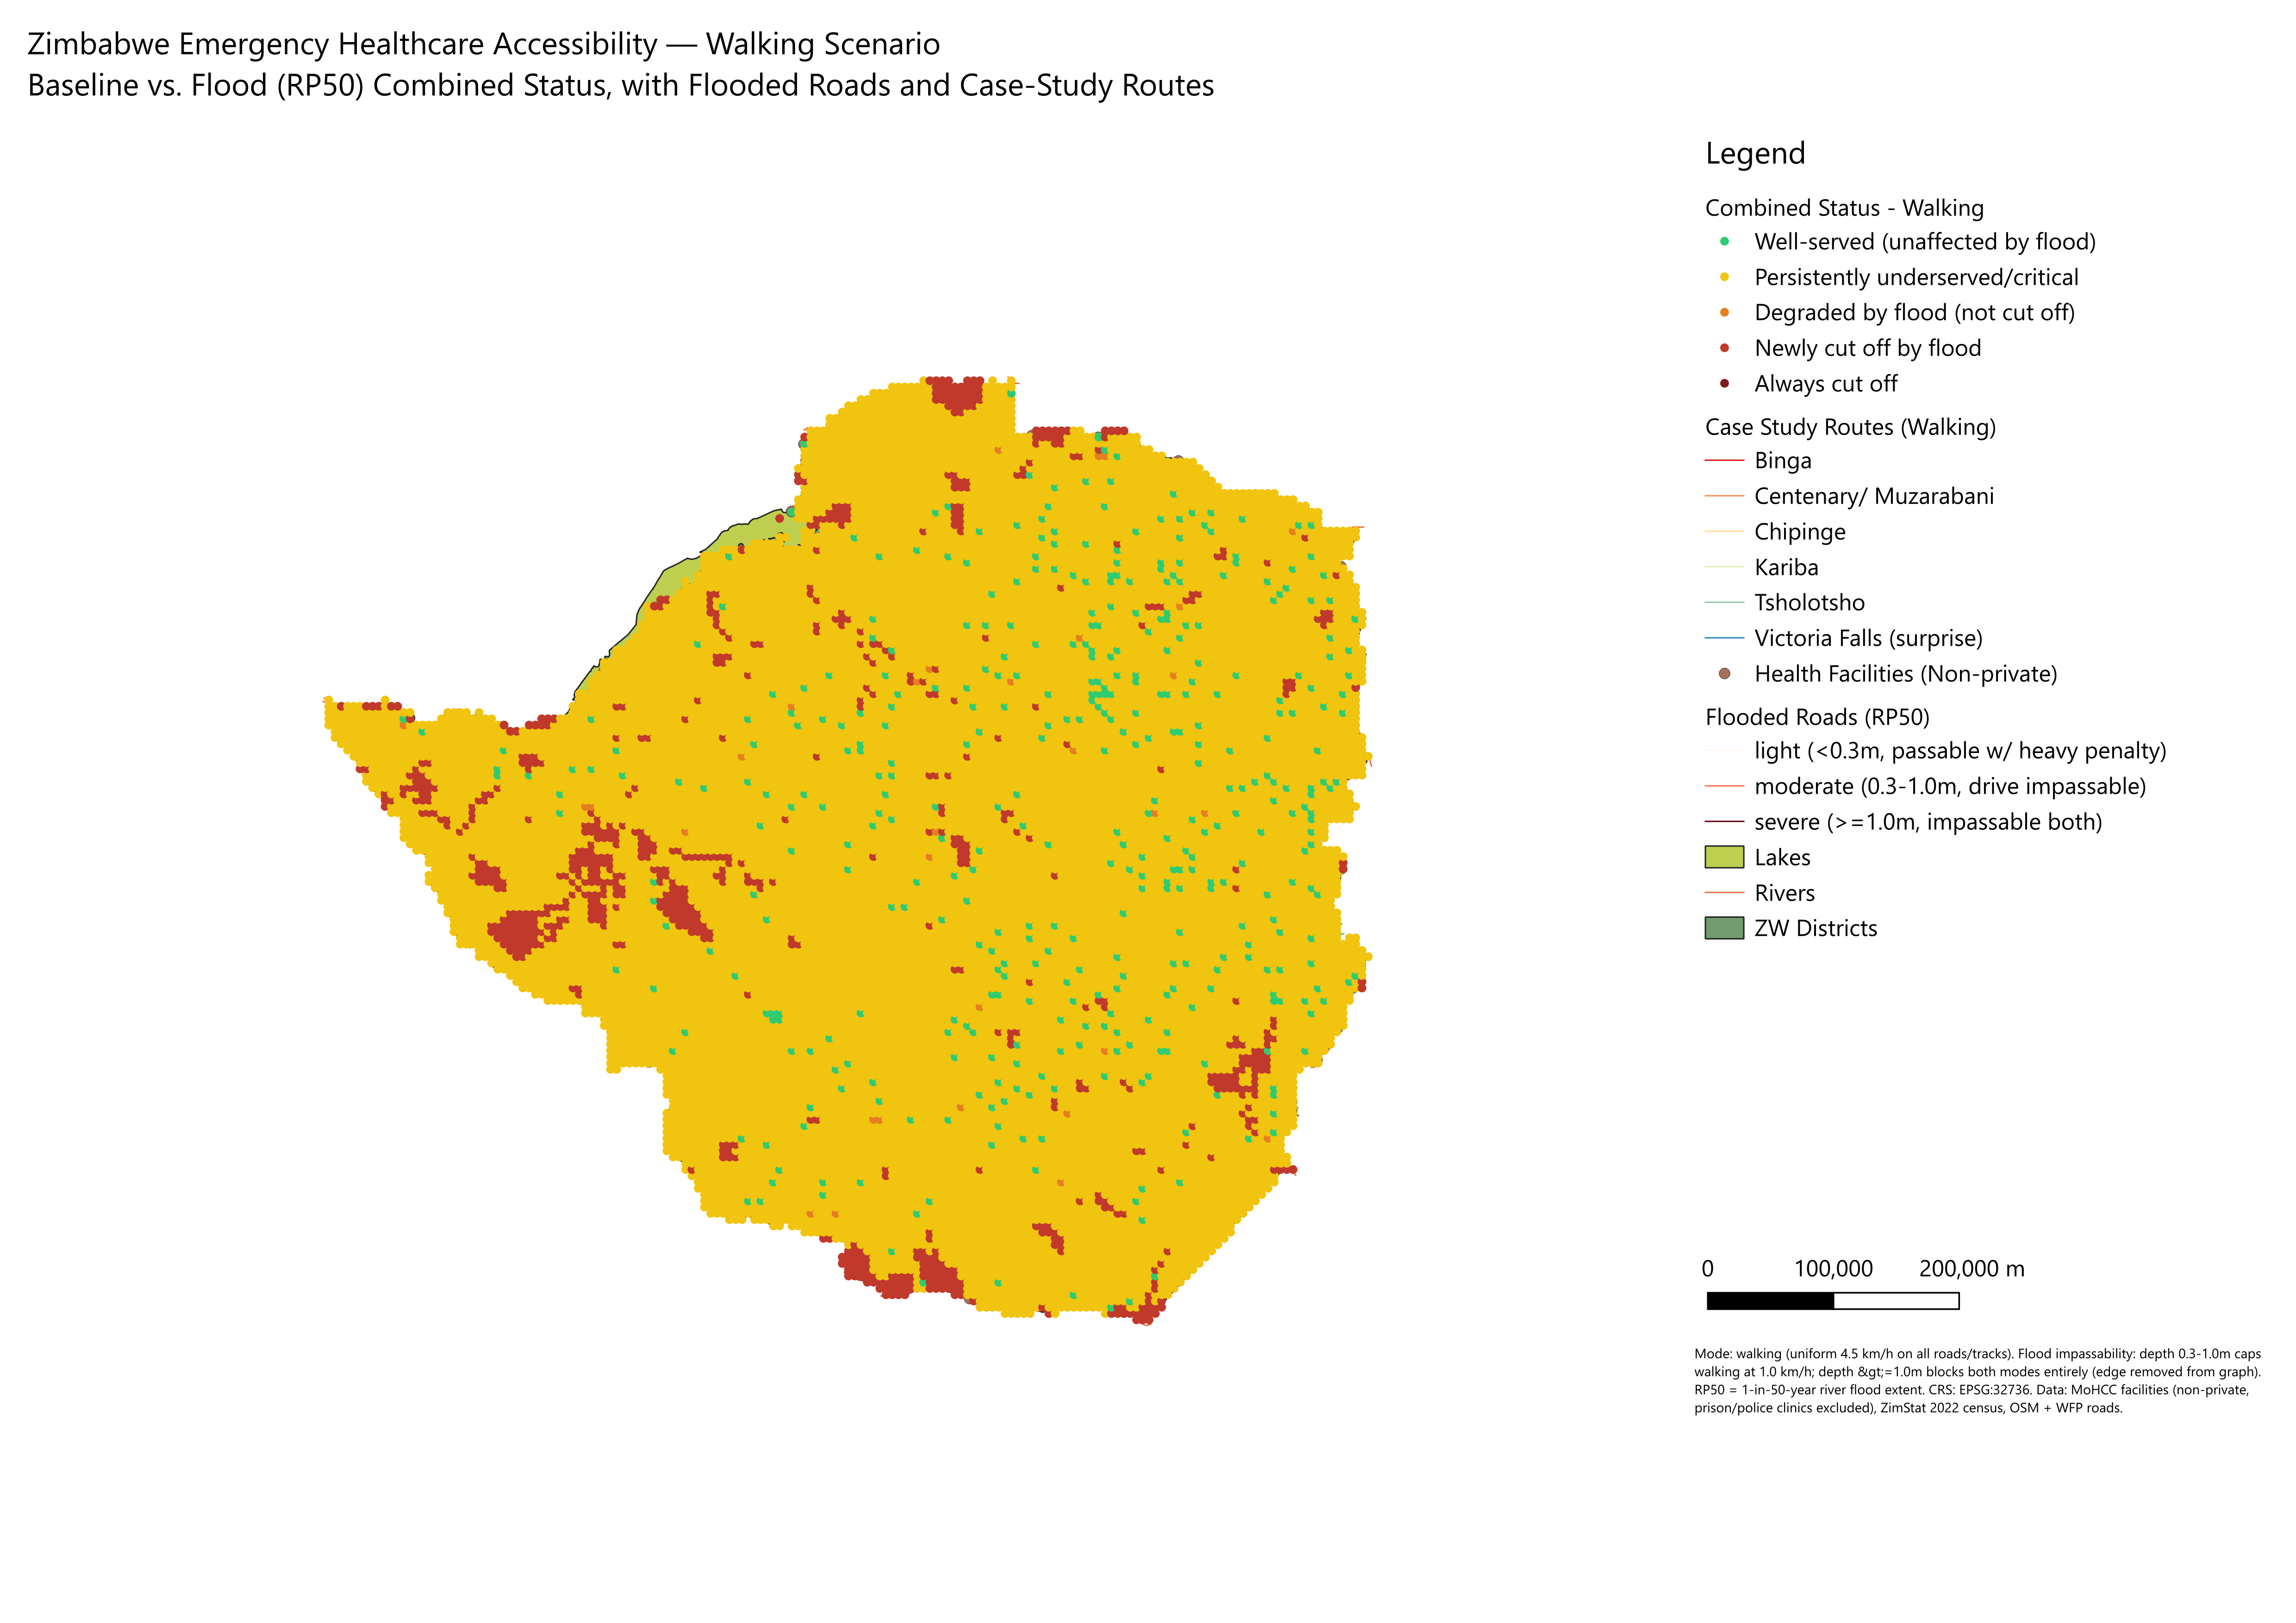 Zimbabwe Emergency Healthcare Accessibility — Walking Scenario
Baseline vs. Flood (RP50) Combined Status, with Flooded Roads and Case-Study Routes
Legend
Combined Status - Walking
Well-served (unaffected by flood)
Persistently underserved/critical
Degraded by flood (not cut off)
Newly cut off by flood
Always cut off
Case Study Routes (Walking)
Binga
Centenary/ Muzarabani
Chipinge
Kariba
Tsholotsho
Victoria Falls (surprise)
Health Facilities (Non-private)
Flooded Roads (RP50)
light (<0.3m, passable w/ heavy penalty)
moderate (0.3-1.0m, drive impassable)
severe (>=1.0m, impassable both)
Lakes
Rivers
ZW Districts
0 100,000 200,000 m
Mode: walking (uniform 4.5 km/h on all roads/tracks). Flood impassability: depth 0.3-1.0m caps
walking at 1.0 km/h; depth &gt;=1.0m blocks both modes entirely (edge removed from graph).
RP50 = 1-in-50-year river flood extent. CRS: EPSG:32736. Data: MoHCC facilities (non-private,
prison/police clinics excluded), ZimStat 2022 census, OSM + WFP roads.